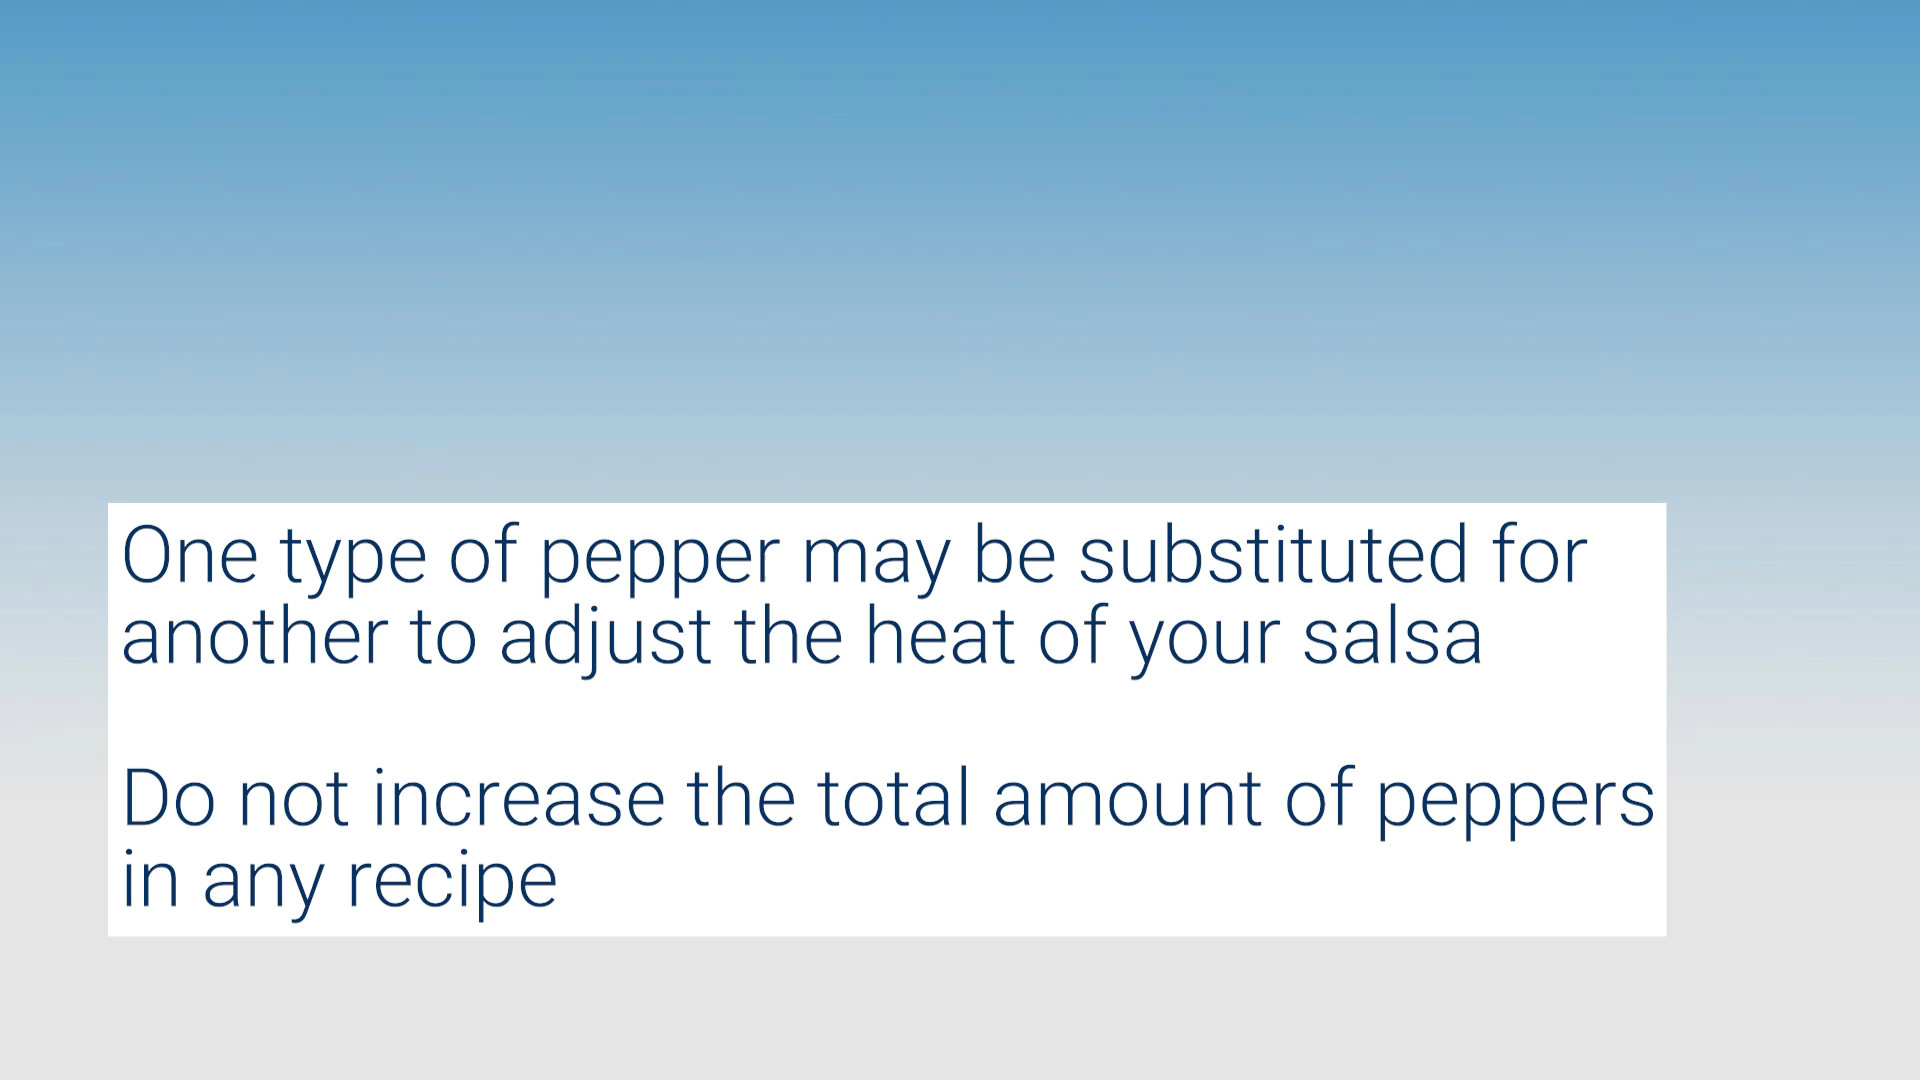 One type of pepper may be substituted for
another to adjust the heat of your salsa
Do not increase the total amount of peppers
in any recipe